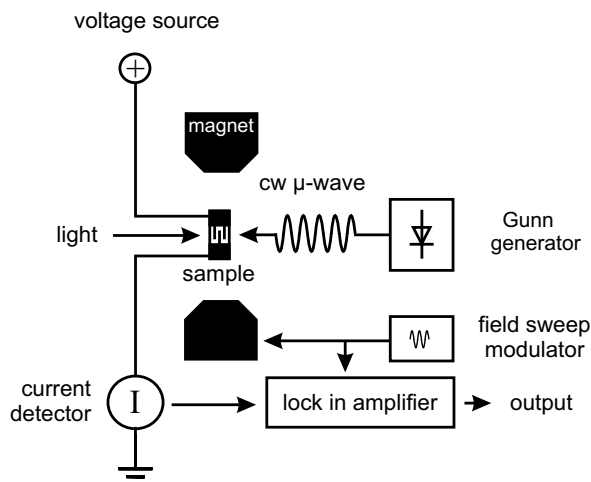 voltage source
+
magnet
cw µ-wave
light
Gunn
generator
sample
field sweep
modulator
current
detector
I
lock in amplifier
output